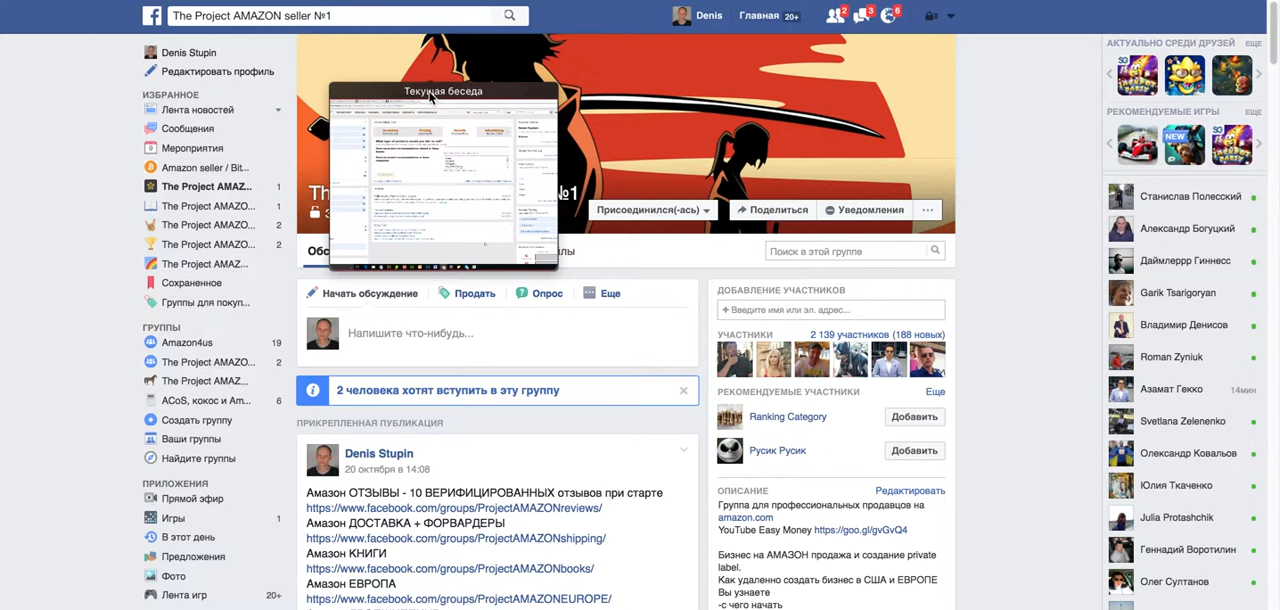 The Project AMAZON seller №1
Denis
Главная 20+
2
3
6
Denis Stupin
Редактировать профиль
ИЗБРАННОЕ
Лента новостей
Сообщения
9 Мероприятия
Amazon seller / Bit...
The Project AMAZ... 1
The Project AMAZO... 1
The Project AMAZO... 2
The Project AMAZO... 2
The Project AMAZ...
Сохраненное
Группы для покуп...
ГРУППЫ
Amazon4us 19
The Project AMAZO... 2
The Project AMAZ...
ACoS, кокос и Am... 6
Создать группу
Ваши группы
Найдите группы
ПРИЛОЖЕНИЯ
Прямой эфир
Игры 1
В этот день
Предложения
Фото
Лента игр 20+
Текущая беседа
№1
Присоединился(-ась)
Поделиться
Уведомления
Поиск в этой группе
Начать обсуждение
Продать
Опрос
Еще
Напишите что-нибудь...
2 человека хотят вступить в эту группу
ПРИКРЕПЛЕННАЯ ПУБЛИКАЦИЯ
Denis Stupin
20 октября в 14:08
Амазон ОТЗЫВЫ - 10 ВЕРИФИЦИРОВАННЫХ отзывов при старте
https://www.facebook.com/groups/ProjectAMAZONreviews/
Амазон ДОСТАВКА + ФОРВАРДЕРЫ
https://www.facebook.com/groups/ProjectAMAZONshipping/
Амазон КНИГИ
https://www.facebook.com/groups/ProjectAMAZONbooks/
Амазон ЕВРОПА
https://www.facebook.com/groups/ProjectAMAZONEUROPE/
ДОБАВЛЕНИЕ УЧАСТНИКОВ
+ Введите имя или эл. адрес...
УЧАСТНИКИ 2 139 участников (188 новых)
РЕКОМЕНДУЕМЫЕ УЧАСТНИКИ Еще
Ranking Category Добавить
Русик Русик Добавить
ОПИСАНИЕ Редактировать
Группа для профессиональных продавцов на
amazon.com
YouTube Easy Money https://goo.gl/gvGvQ4
Бизнес на АМАЗОН продажа и создание private
label.
Как удаленно создать бизнес в США и ЕВРОПЕ
Вы узнаете
-с чего начать
АКТУАЛЬНО СРЕДИ ДРУЗЕЙ ЕЩЕ
РЕКОМЕНДУЕМЫЕ ИГРЫ ЕЩЕ
NEW
Станислав Полесский
Александр Богуцкий
Даймлеррр Гиннесс
Garik Tsarigoryan
Владимир Денисов
Roman Zyniuk
Азамат Гекко 14мин
Svetlana Zelenenko
Олександр Ковальов
Юлия Ткаченко
Julia Protashchik
Геннадий Воротилин
Олег Султанов